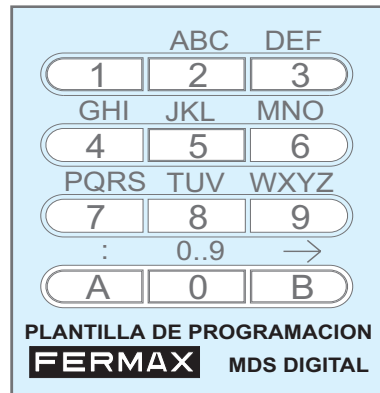 ABC DEF
1 2 3
GHI JKL MNO
4 5 6
PQRS TUV WXYZ
7 8 9
: 0..9 →
A 0 B
PLANTILLA DE PROGRAMACION
FERMAX MDS DIGITAL